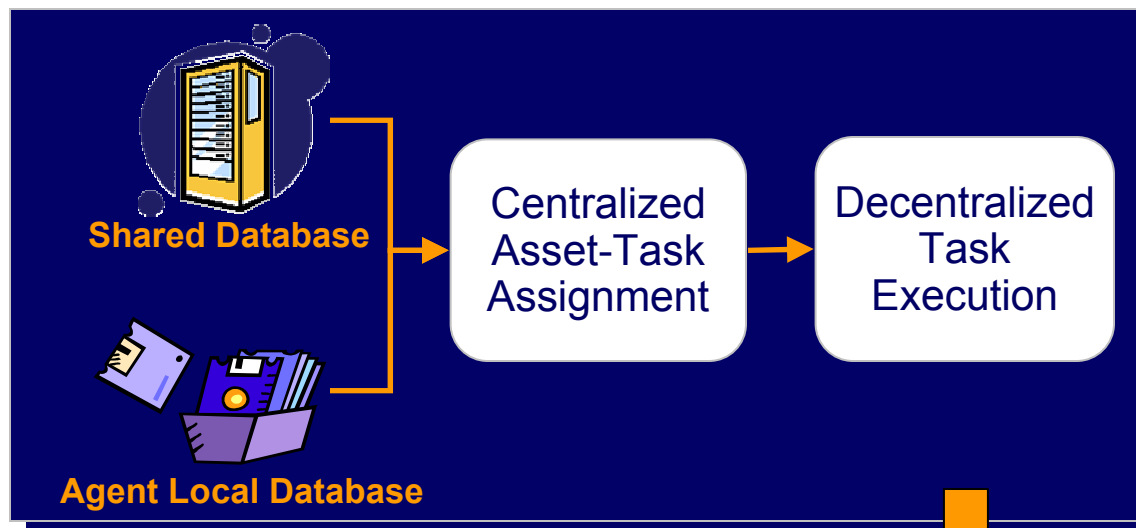 Shared Database
Agent Local Database
Centralized
Asset-Task
Assignment
Decentralized
Task
Execution